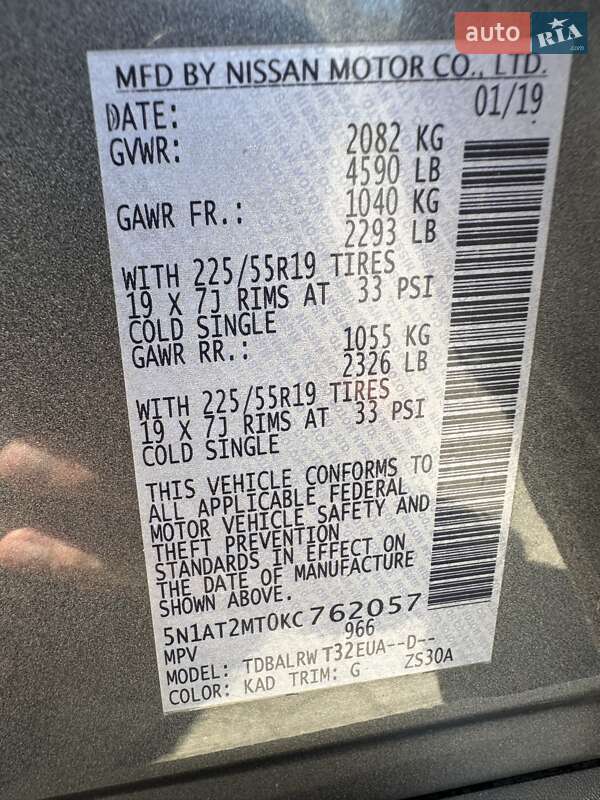 auto RIA .com
MFD BY NISSAN MOTOR CO., LTD.
DATE: 01/19
GVWR: 2082 KG
4590 LB
GAWR FR.: 1040 KG
2293 LB
WITH 225/55R19 TIRES
19 X 7J RIMS AT 33 PSI
COLD SINGLE
GAWR RR.: 1055 KG
2326 LB
WITH 225/55R19 TIRES
19 X 7J RIMS AT 33 PSI
COLD SINGLE
THIS VEHICLE CONFORMS TO
ALL APPLICABLE FEDERAL
MOTOR VEHICLE SAFETY AND
THEFT PREVENTION
STANDARDS IN EFFECT ON
THE DATE OF MANUFACTURE
SHOWN ABOVE.
5N1AT2MT0KC762057
MPV 966
MODEL: TDBALRW T32EUA--D--
COLOR: KAD TRIM: G ZS30A